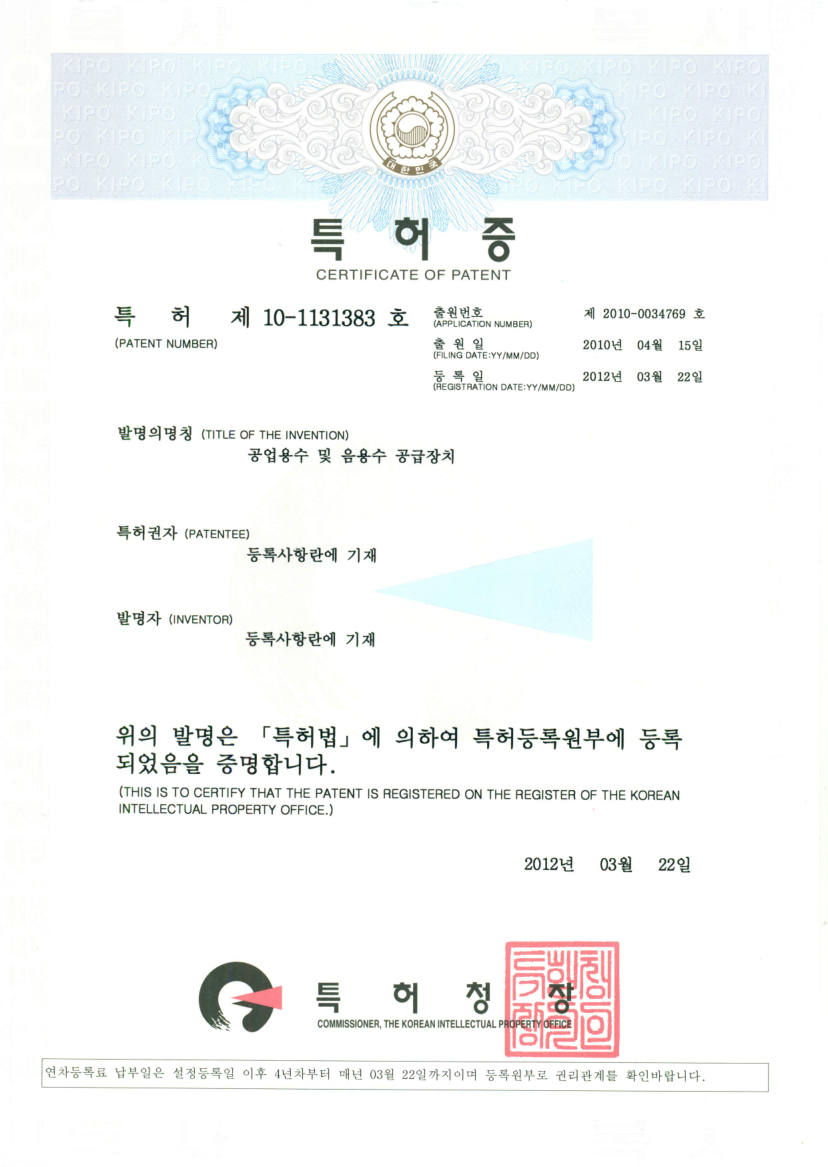 KIPO KIPO KIPO KIPO KIPO KIPO KIPO
대한민국
특 허 증
CERTIFICATE OF PATENT
특 허 제 10-1131383 호
(PATENT NUMBER)
출원번호 제 2010-0034769 호
(APPLICATION NUMBER)
출 원 일 2010년 04월 15일
(FILING DATE:YY/MM/DD)
등 록 일 2012년 03월 22일
(REGISTRATION DATE:YY/MM/DD)
발명의명칭 (TITLE OF THE INVENTION)
공업용수 및 음용수 공급장치
특허권자 (PATENTEE)
등록사항란에 기재
발명자 (INVENTOR)
등록사항란에 기재
위의 발명은 「특허법」에 의하여 특허등록원부에 등록
되었음을 증명합니다.
(THIS IS TO CERTIFY THAT THE PATENT IS REGISTERED ON THE REGISTER OF THE KOREAN
INTELLECTUAL PROPERTY OFFICE.)
2012년 03월 22일
특 허 청 장
COMMISSIONER, THE KOREAN INTELLECTUAL PROPERTY OFFICE
연차등록료 납부일은 설정등록일 이후 4년차부터 매년 03월 22일까지이며 등록원부로 권리관계를 확인바랍니다.